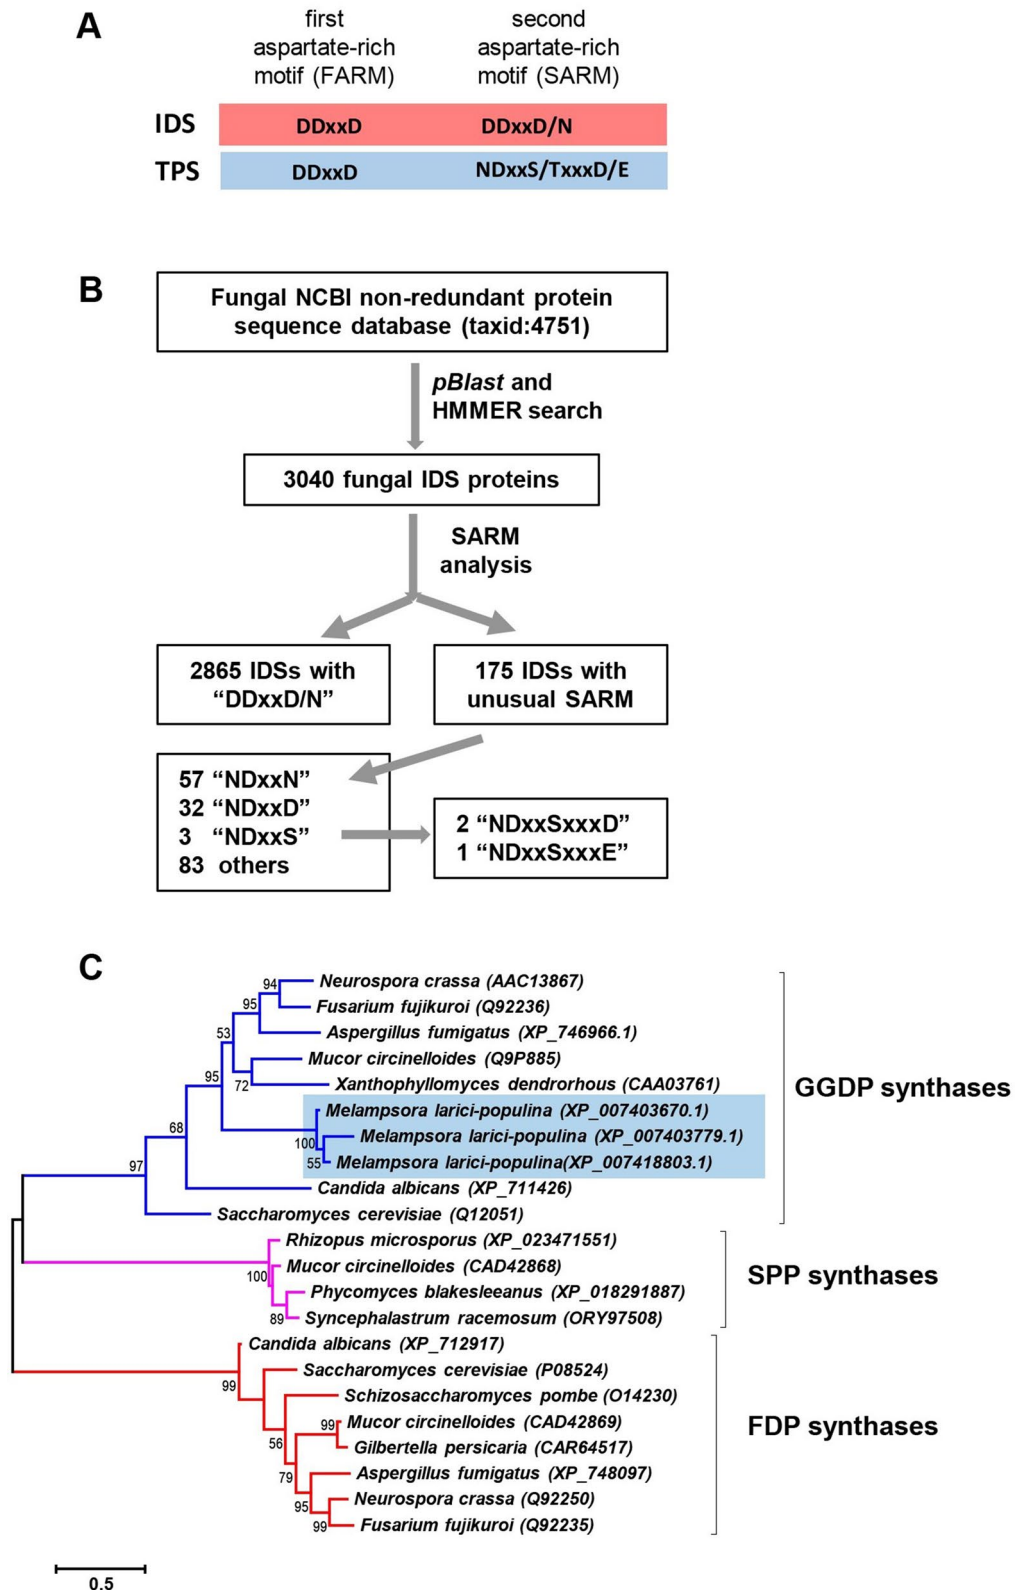 A
first
aspartate-rich
motif (FARM)
second
aspartate-rich
motif (SARM)
IDS
DDxxD
DDxxD/N
TPS
DDxxD
NDxxS/TxxxD/E
B
Fungal NCBI non-redundant protein
sequence database (taxid:4751)
pBlast and
HMMER search
3040 fungal IDS proteins
SARM
analysis
2865 IDSs with
“DDxxD/N”
175 IDSs with
unusual SARM
57 “NDxxN”
32 “NDxxD”
3 “NDxxS”
83 others
2 “NDxxSxxxD”
1 “NDxxSxxxE”
C
94
Neurospora crassa (AAC13867)
95
Fusarium fujikuroi (Q92236)
Aspergillus fumigatus (XP_746966.1)
53
Mucor circinelloides (Q9P885)
95
72
Xanthophyllomyces dendrorhous (CAA03761)
GGDP synthases
Melampsora larici-populina (XP_007403670.1)
68
100
Melampsora larici-populina (XP_007403779.1)
97
55
Melampsora larici-populina(XP_007418803.1)
Candida albicans (XP_711426)
Saccharomyces cerevisiae (Q12051)
Rhizopus microsporus (XP_023471551)
100
Mucor circinelloides (CAD42868)
SPP synthases
Phycomyces blakesleeanus (XP_018291887)
89
Syncephalastrum racemosum (ORY97508)
Candida albicans (XP_712917)
99
Saccharomyces cerevisiae (P08524)
Schizosaccharomyces pombe (O14230)
99
Mucor circinelloides (CAD42869)
FDP synthases
56
Gilbertella persicaria (CAR64517)
79
Aspergillus fumigatus (XP_748097)
95
Neurospora crassa (Q92250)
99
Fusarium fujikuroi (Q92235)
0.5